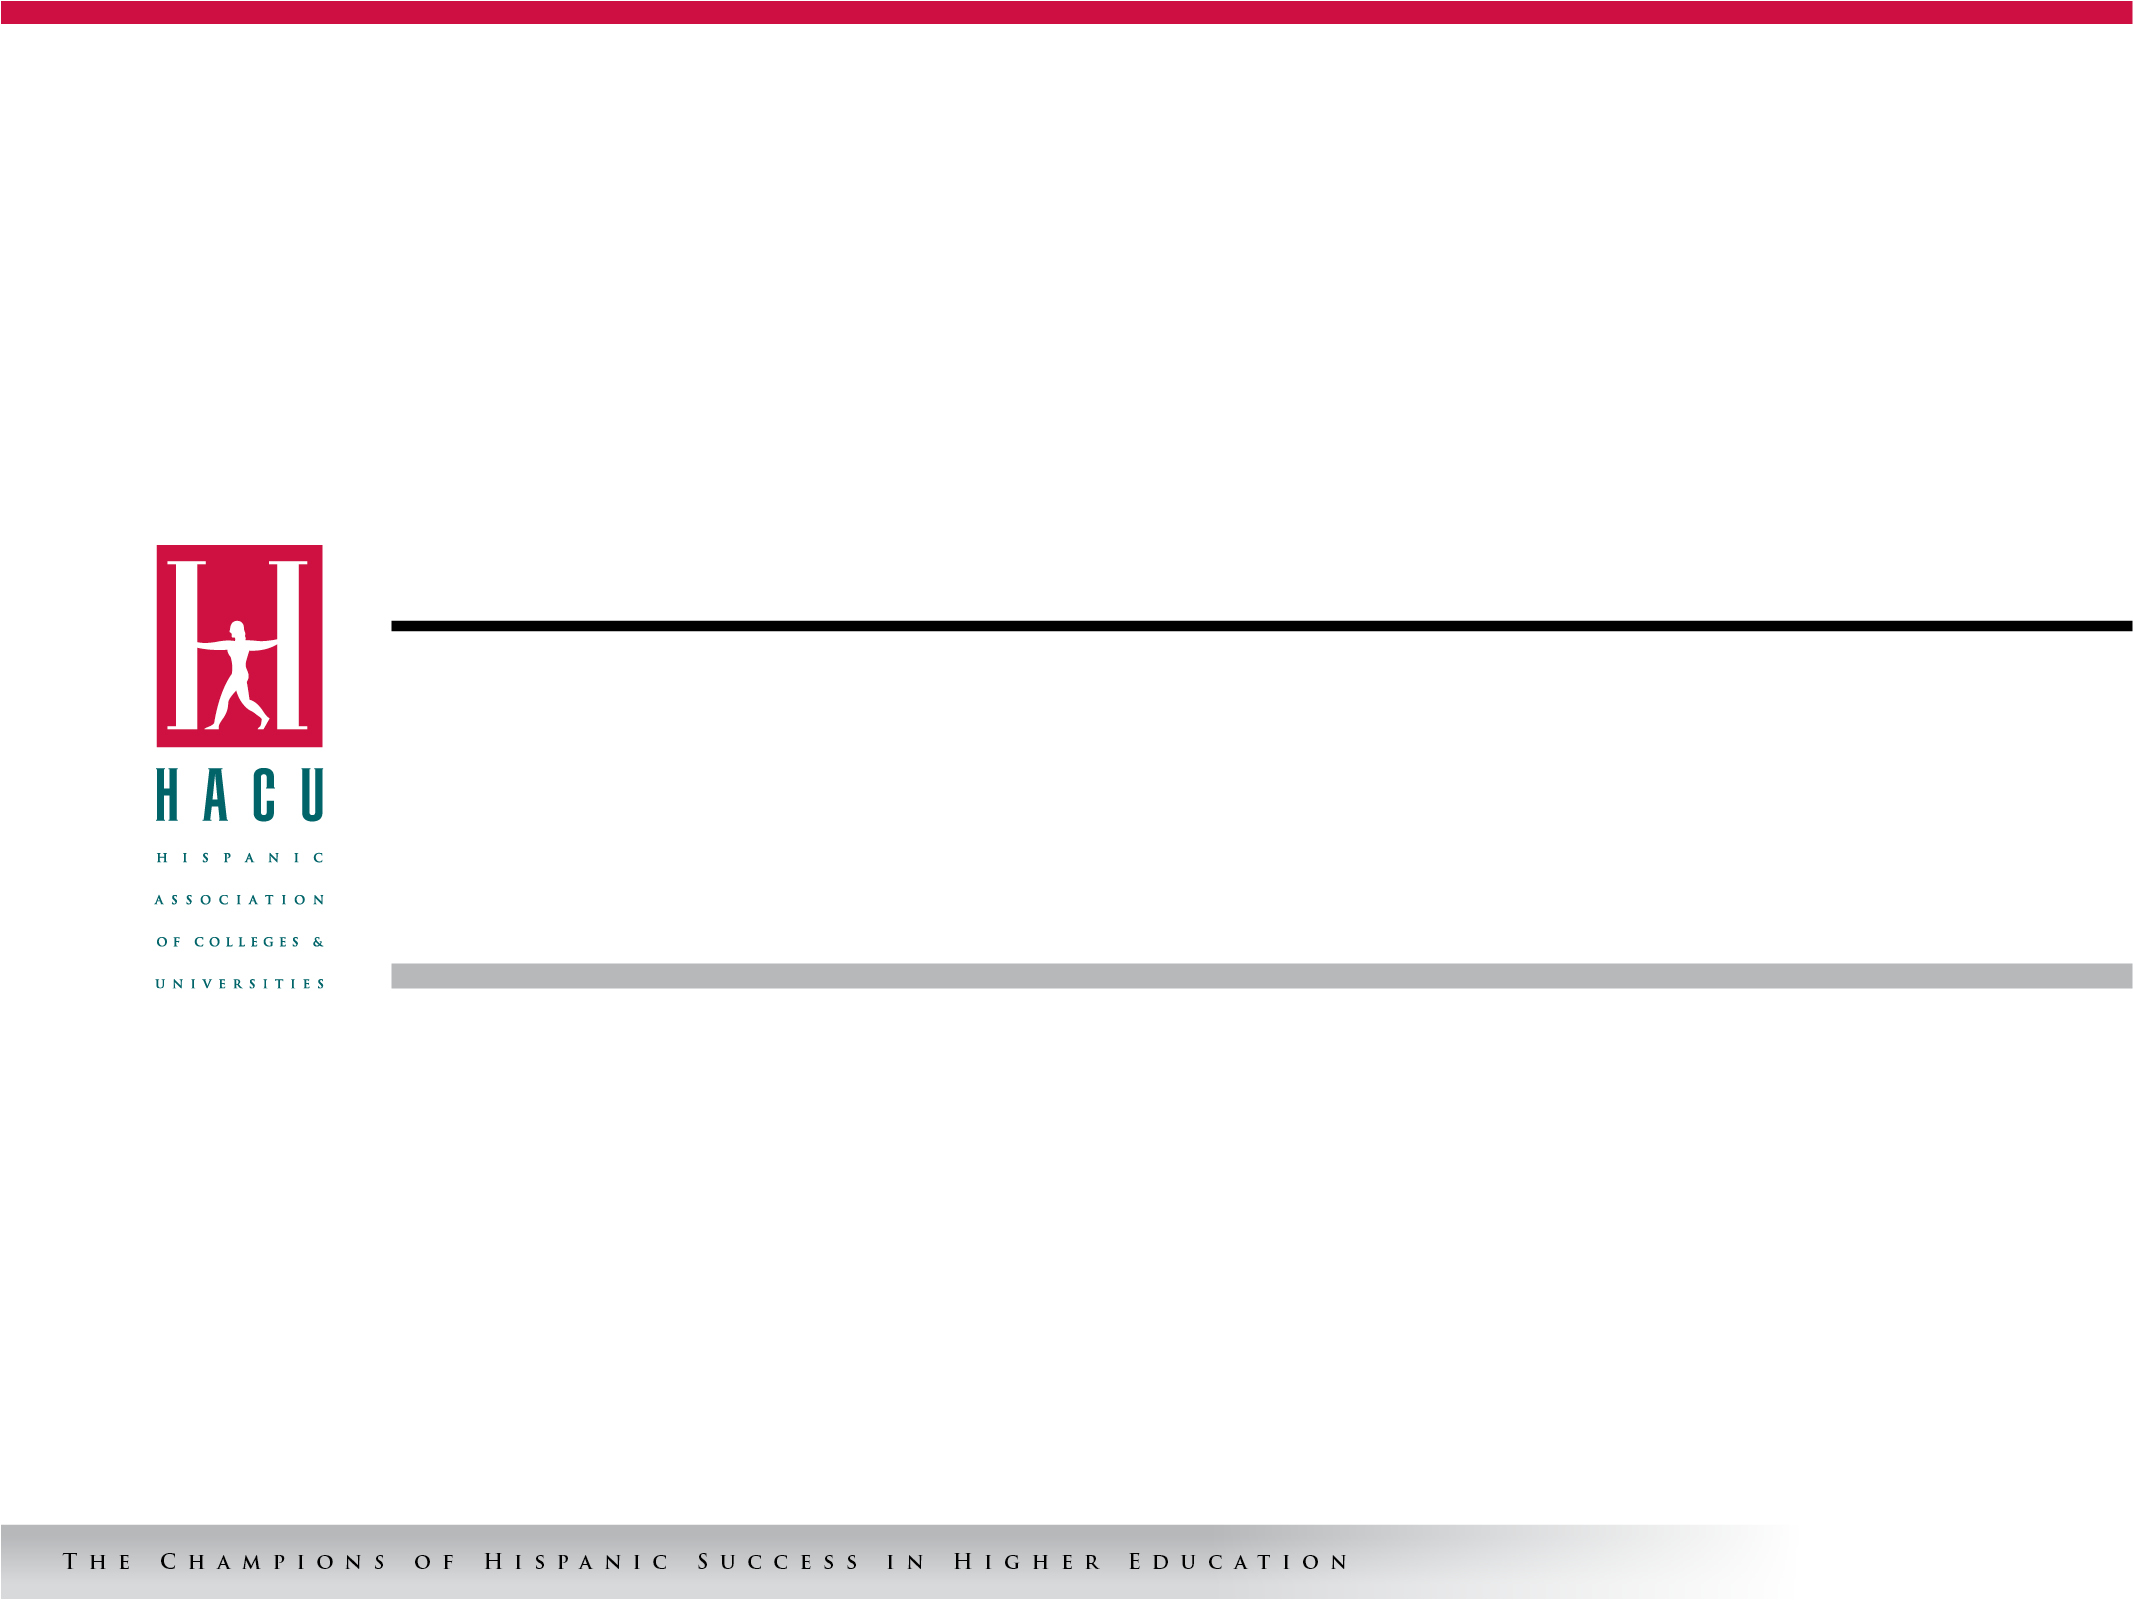 HACU
HISPANIC
ASSOCIATION
OF COLLEGES &
UNIVERSITIES
THE CHAMPIONS OF HISPANIC SUCCESS IN HIGHER EDUCATION